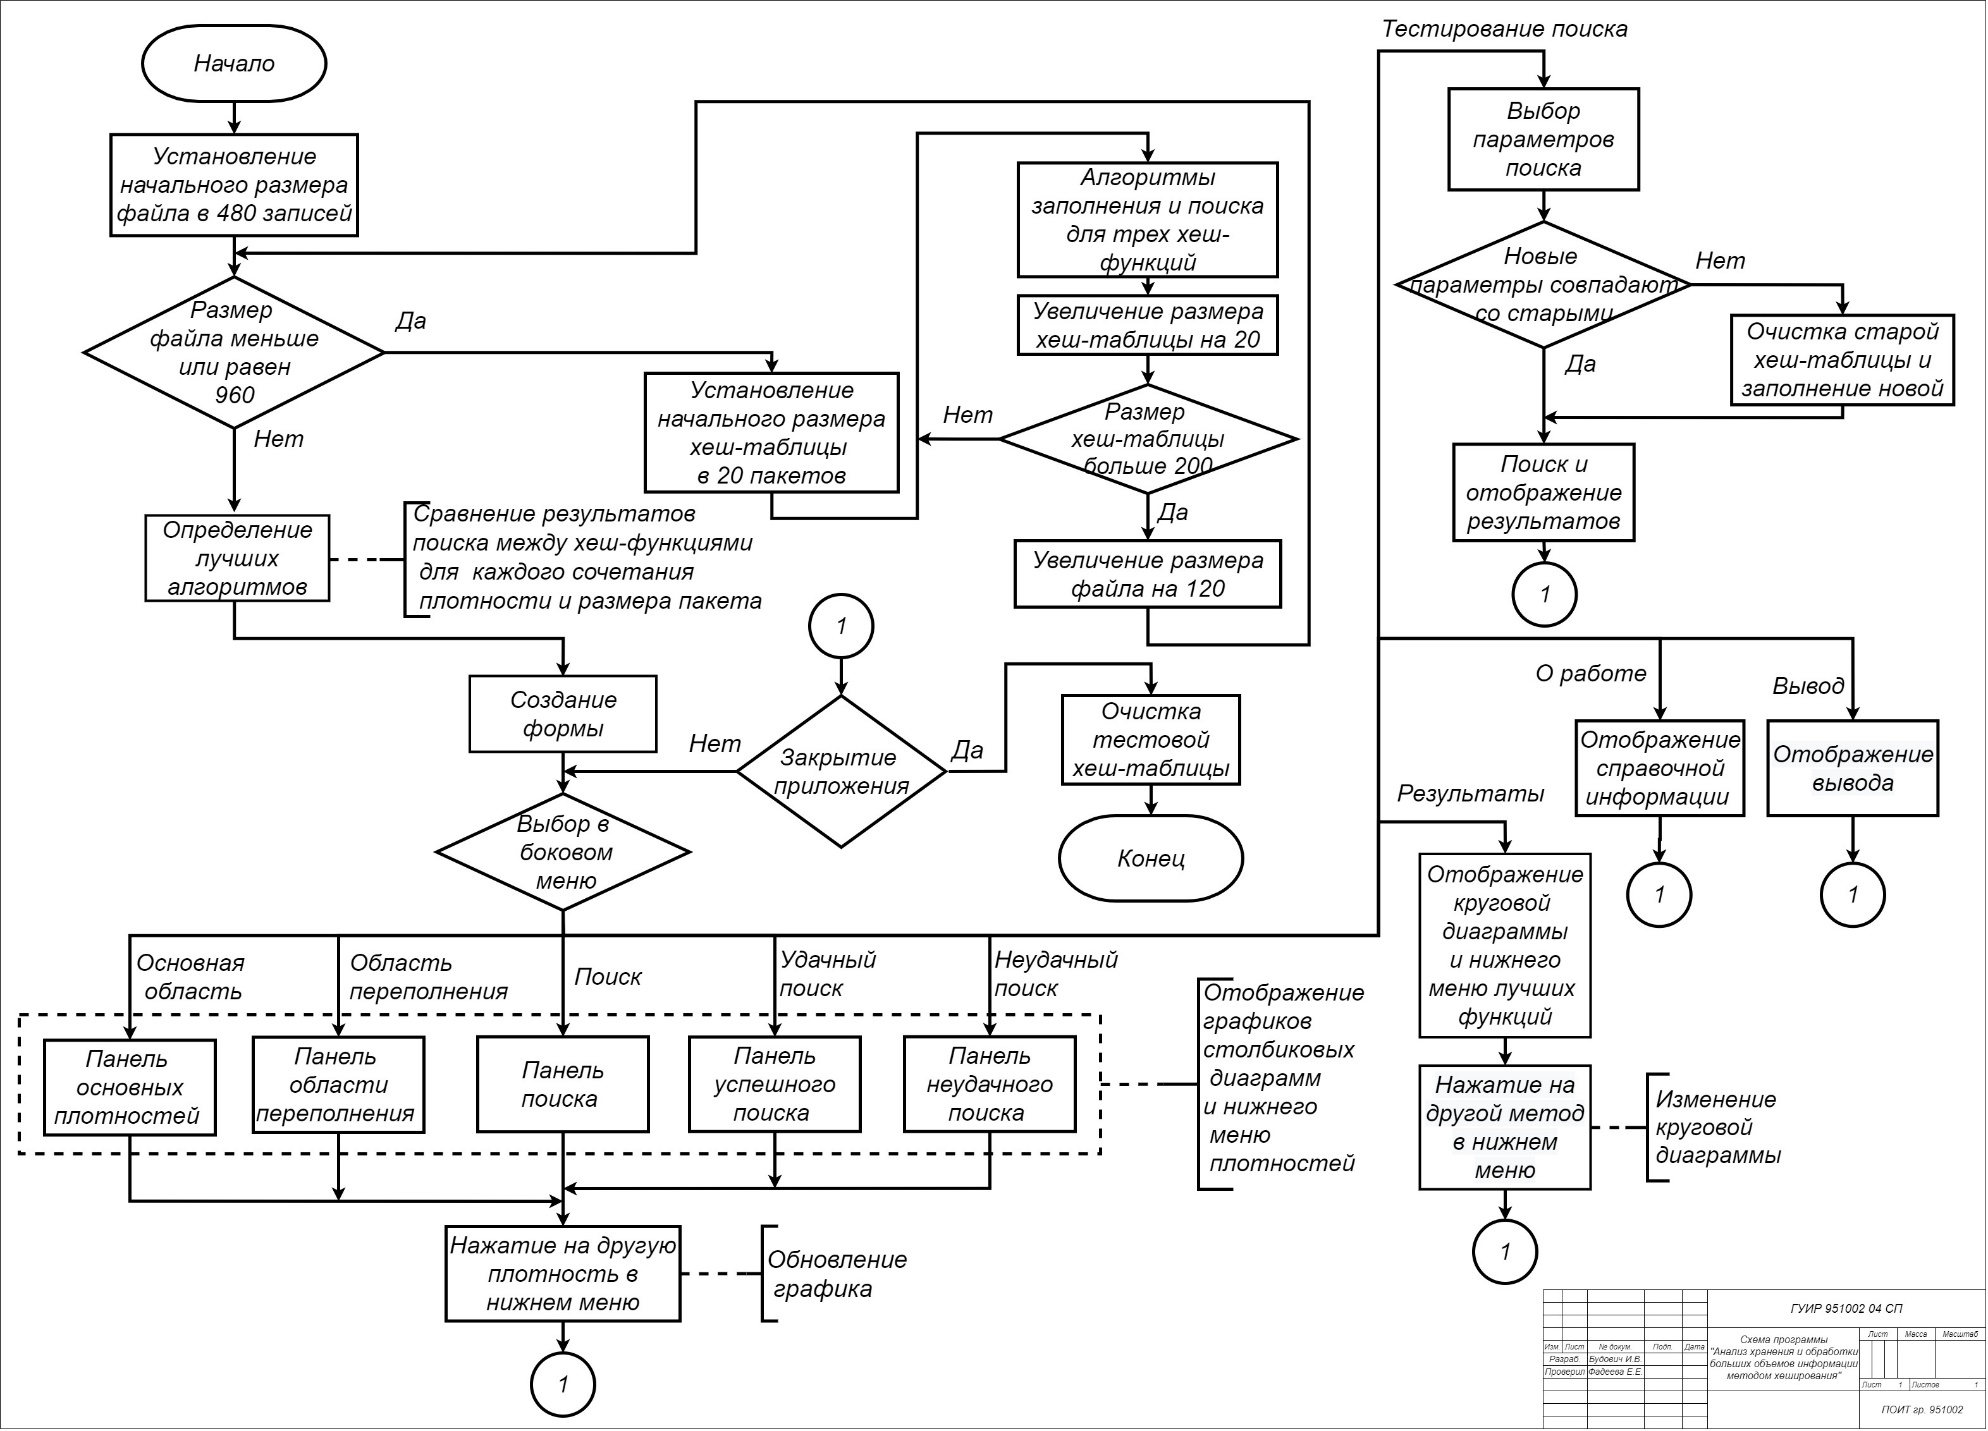 Начало
Установление
начального размера
файла в 480 записей
Размер
файла меньше
или равен
960
Да
Нет
Установление
начального размера
хеш-таблицы
в 20 пакетов
Алгоритмы
заполнения и поиска
для трех хеш-
функций
Увеличение размера
хеш-таблицы на 20
Размер
хеш-таблицы
больше 200
Нет
Да
Увеличение размера
файла на 120
Определение
лучших
алгоритмов
Сравнение результатов
поиска между хеш-функциями
для каждого сочетания
плотности и размера пакета
Создание
формы
1
Закрытие
приложения
Нет
Да
Очистка
тестовой
хеш-таблицы
Конец
Выбор в
боковом
меню
Основная
область
Область
переполнения
Поиск
Удачный
поиск
Неудачный
поиск
Панель
основных
плотностей
Панель
области
переполнения
Панель
поиска
Панель
успешного
поиска
Панель
неудачного
поиска
Отображение
графиков
столбиковых
диаграмм
и нижнего
меню
плотностей
Нажатие на другую
плотность в
нижнем меню
Обновление
графика
1
Тестирование поиска
Выбор
параметров
поиска
Новые
параметры совпадают
со старыми
Нет
Да
Очистка старой
хеш-таблицы и
заполнение новой
Поиск и
отображение
результатов
1
О работе
Вывод
Отображение
справочной
информации
Отображение
вывода
1
1
Результаты
Отображение
круговой
диаграммы
и нижнего
меню лучших
функций
Нажатие на
другой метод
в нижнем
меню
Изменение
круговой
диаграммы
1
ГУИР 951002 04 СП
Схема программы
"Анализ хранения и обработки
больших объемов информации
методом хеширования"
Лист Масса Масштаб
Изм. Лист № докум. Подп. Дата
Разраб. Будович И.В.
Проверил Фадеева Е.Е.
Лист 1 Листов 1
ПОИТ гр. 951002